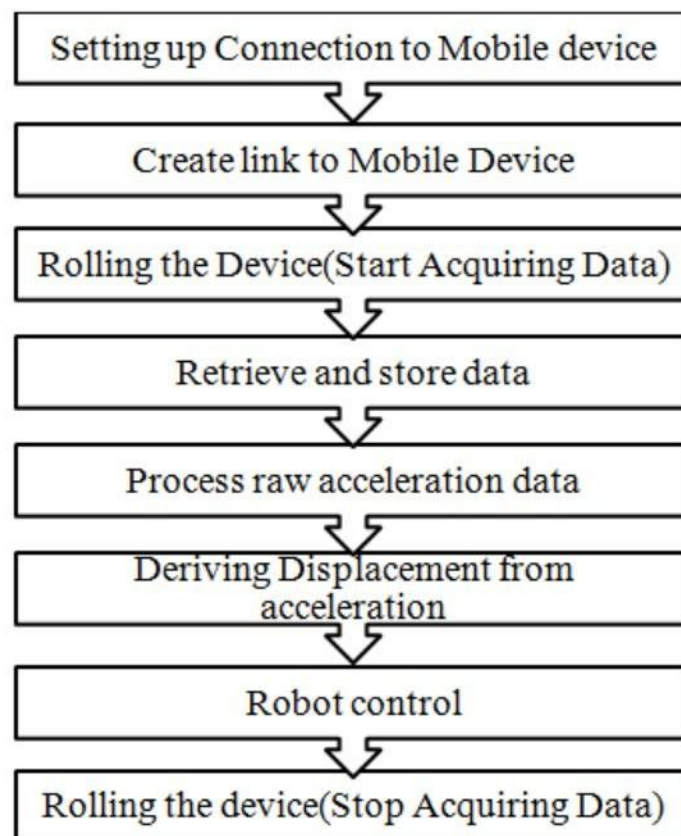 Setting up Connection to Mobile device
Create link to Mobile Device
Rolling the Device(Start Acquiring Data)
Retrieve and store data
Process raw acceleration data
Deriving Displacement from
acceleration
Robot control
Rolling the device(Stop Acquiring Data)